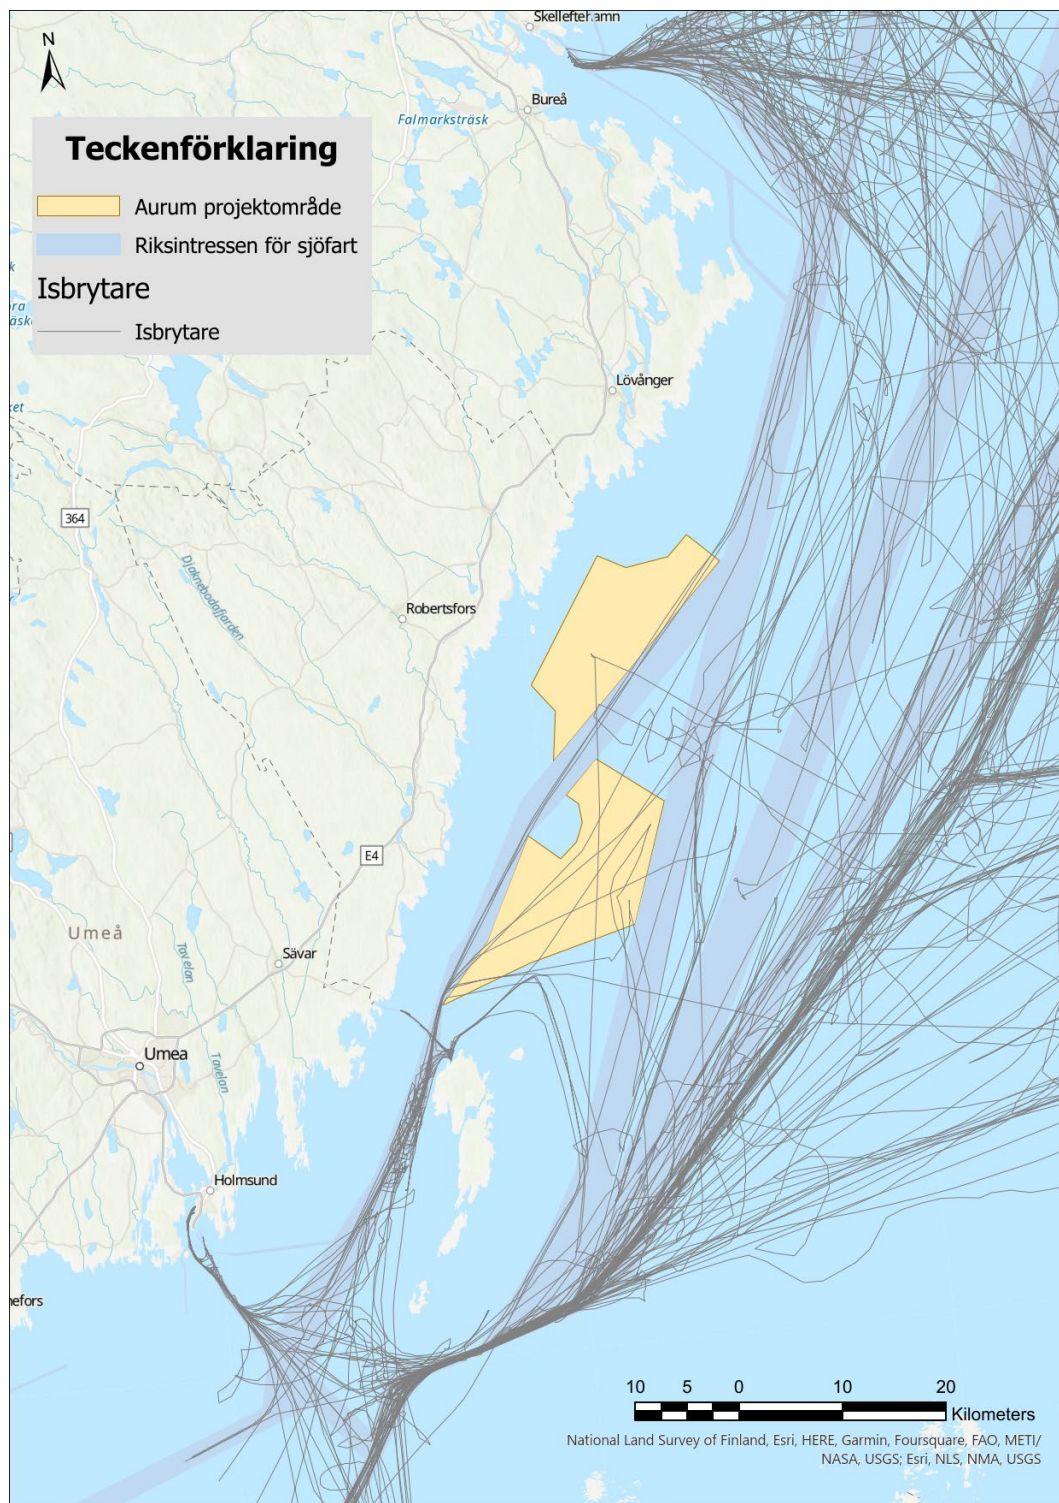 Skelleftehamn
N
Bureå
Falmarksträsk
Teckenförklaring
Aurum projektområde
Riksintressen för sjöfart
Isbrytare
Isbrytare
Lövånger
364
Djäknebodafjärden
Robertsfors
E4
Umeå
Sävar
Tavelån
Umea
Tavelån
Holmsund
efors
10 5 0 10 20
Kilometers
National Land Survey of Finland, Esri, HERE, Garmin, Foursquare, FAO, METI/
NASA, USGS; Esri, NLS, NMA, USGS